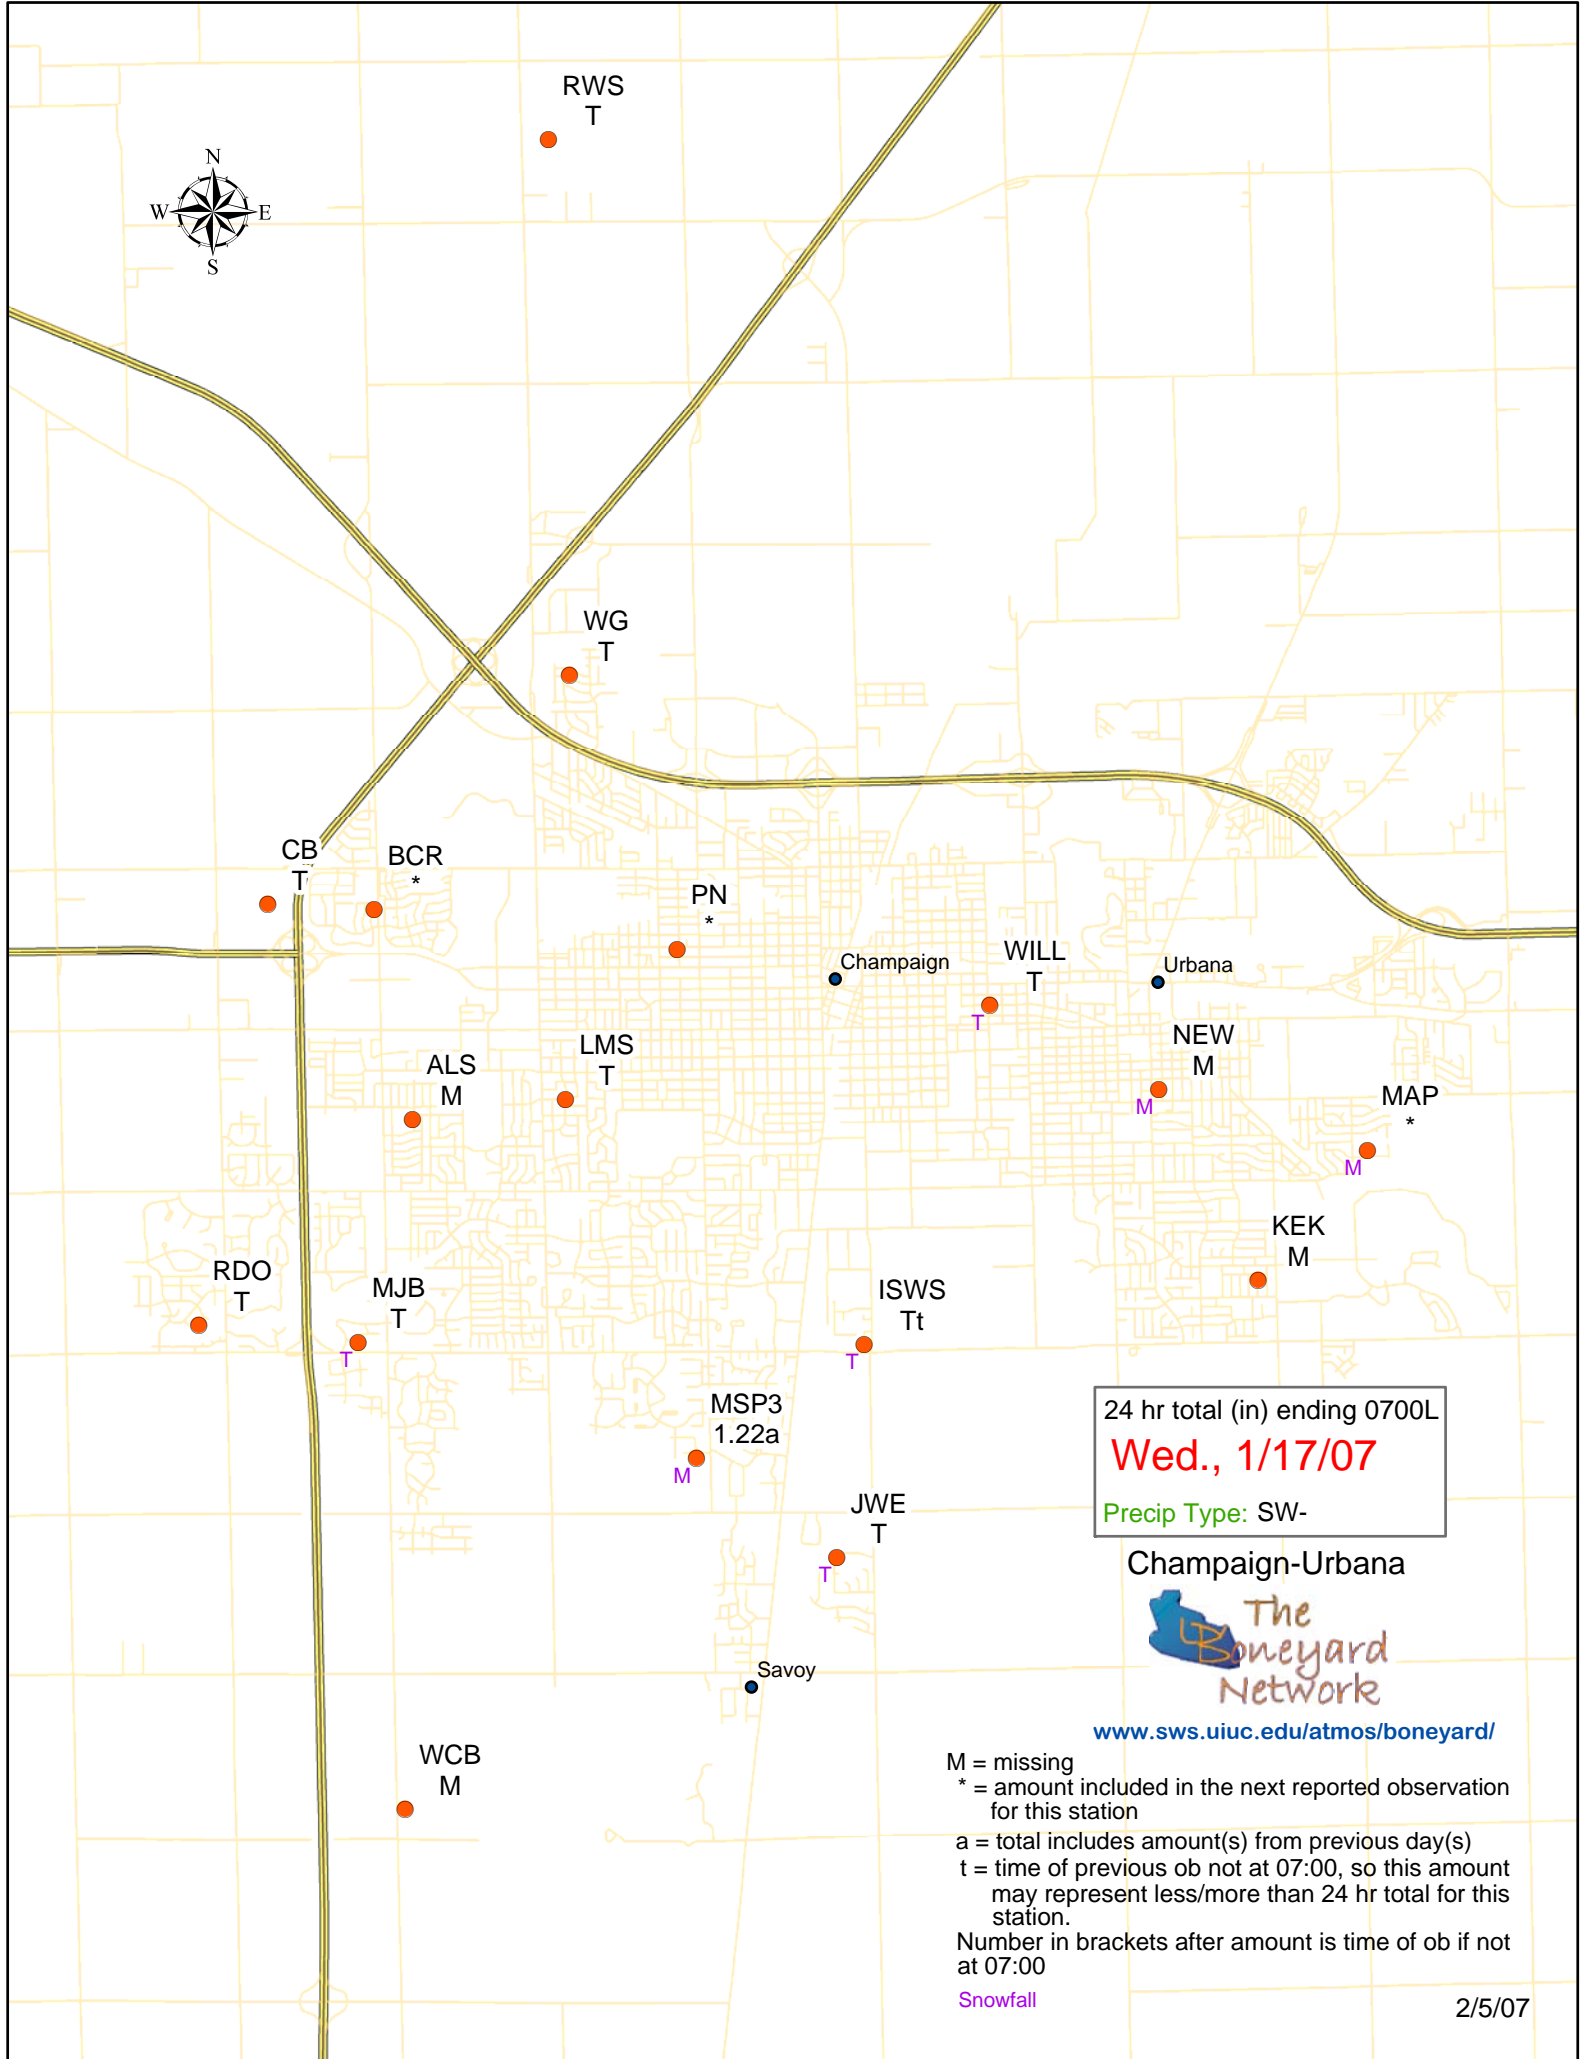 RWS
T
N
W E
S
WG
T
CB
T
BCR
*
PN
*
Champaign
WILL
T
T
Urbana
NEW
M
M
ALS
M
LMS
T
MAP
*
M
KEK
M
RDO
T
MJB
T
T
ISWS
Tt
T
MSP3
1.22a
M
JWE
T
T
24 hr total (in) ending 0700L
Wed., 1/17/07
Precip Type: SW-
Champaign-Urbana
The
Boneyard
Network
www.sws.uiuc.edu/atmos/boneyard/
Savoy
WCB
M
M = missing
* = amount included in the next reported observation
for this station
a = total includes amount(s) from previous day(s)
t = time of previous ob not at 07:00, so this amount
may represent less/more than 24 hr total for this
station.
Number in brackets after amount is time of ob if not
at 07:00
Snowfall
2/5/07